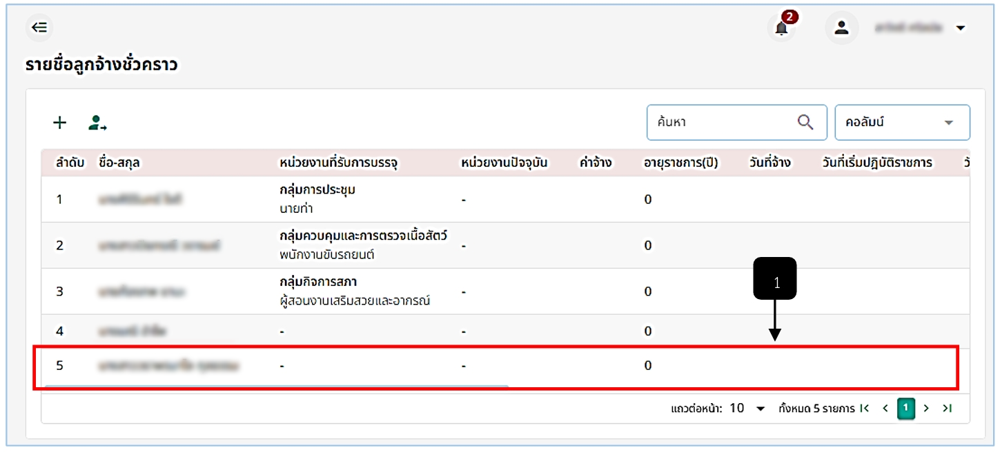 2
รายชื่อลูกจ้างชั่วคราว
ค้นหา คอลัมน์
ลำดับ ชื่อ-สกุล หน่วยงานที่รับการบรรจุ หน่วยงานปัจจุบัน ค่าจ้าง อายุราชการ(ปี) วันที่จ้าง วันที่เริ่มปฏิบัติราชการ
1 กลุ่มการประชุม - 0
นายท่า
2 กลุ่มควบคุมและการตรวจเนื้อสัตว์ - 0
พนักงานขับรถยนต์
3 กลุ่มกิจการสภา - 0
ผู้สอนงานเสริมสวยและอาภรณ์
1
4 - - 0
5 - - 0
แถวต่อหน้า: 10 ทั้งหมด 5 รายการ 1